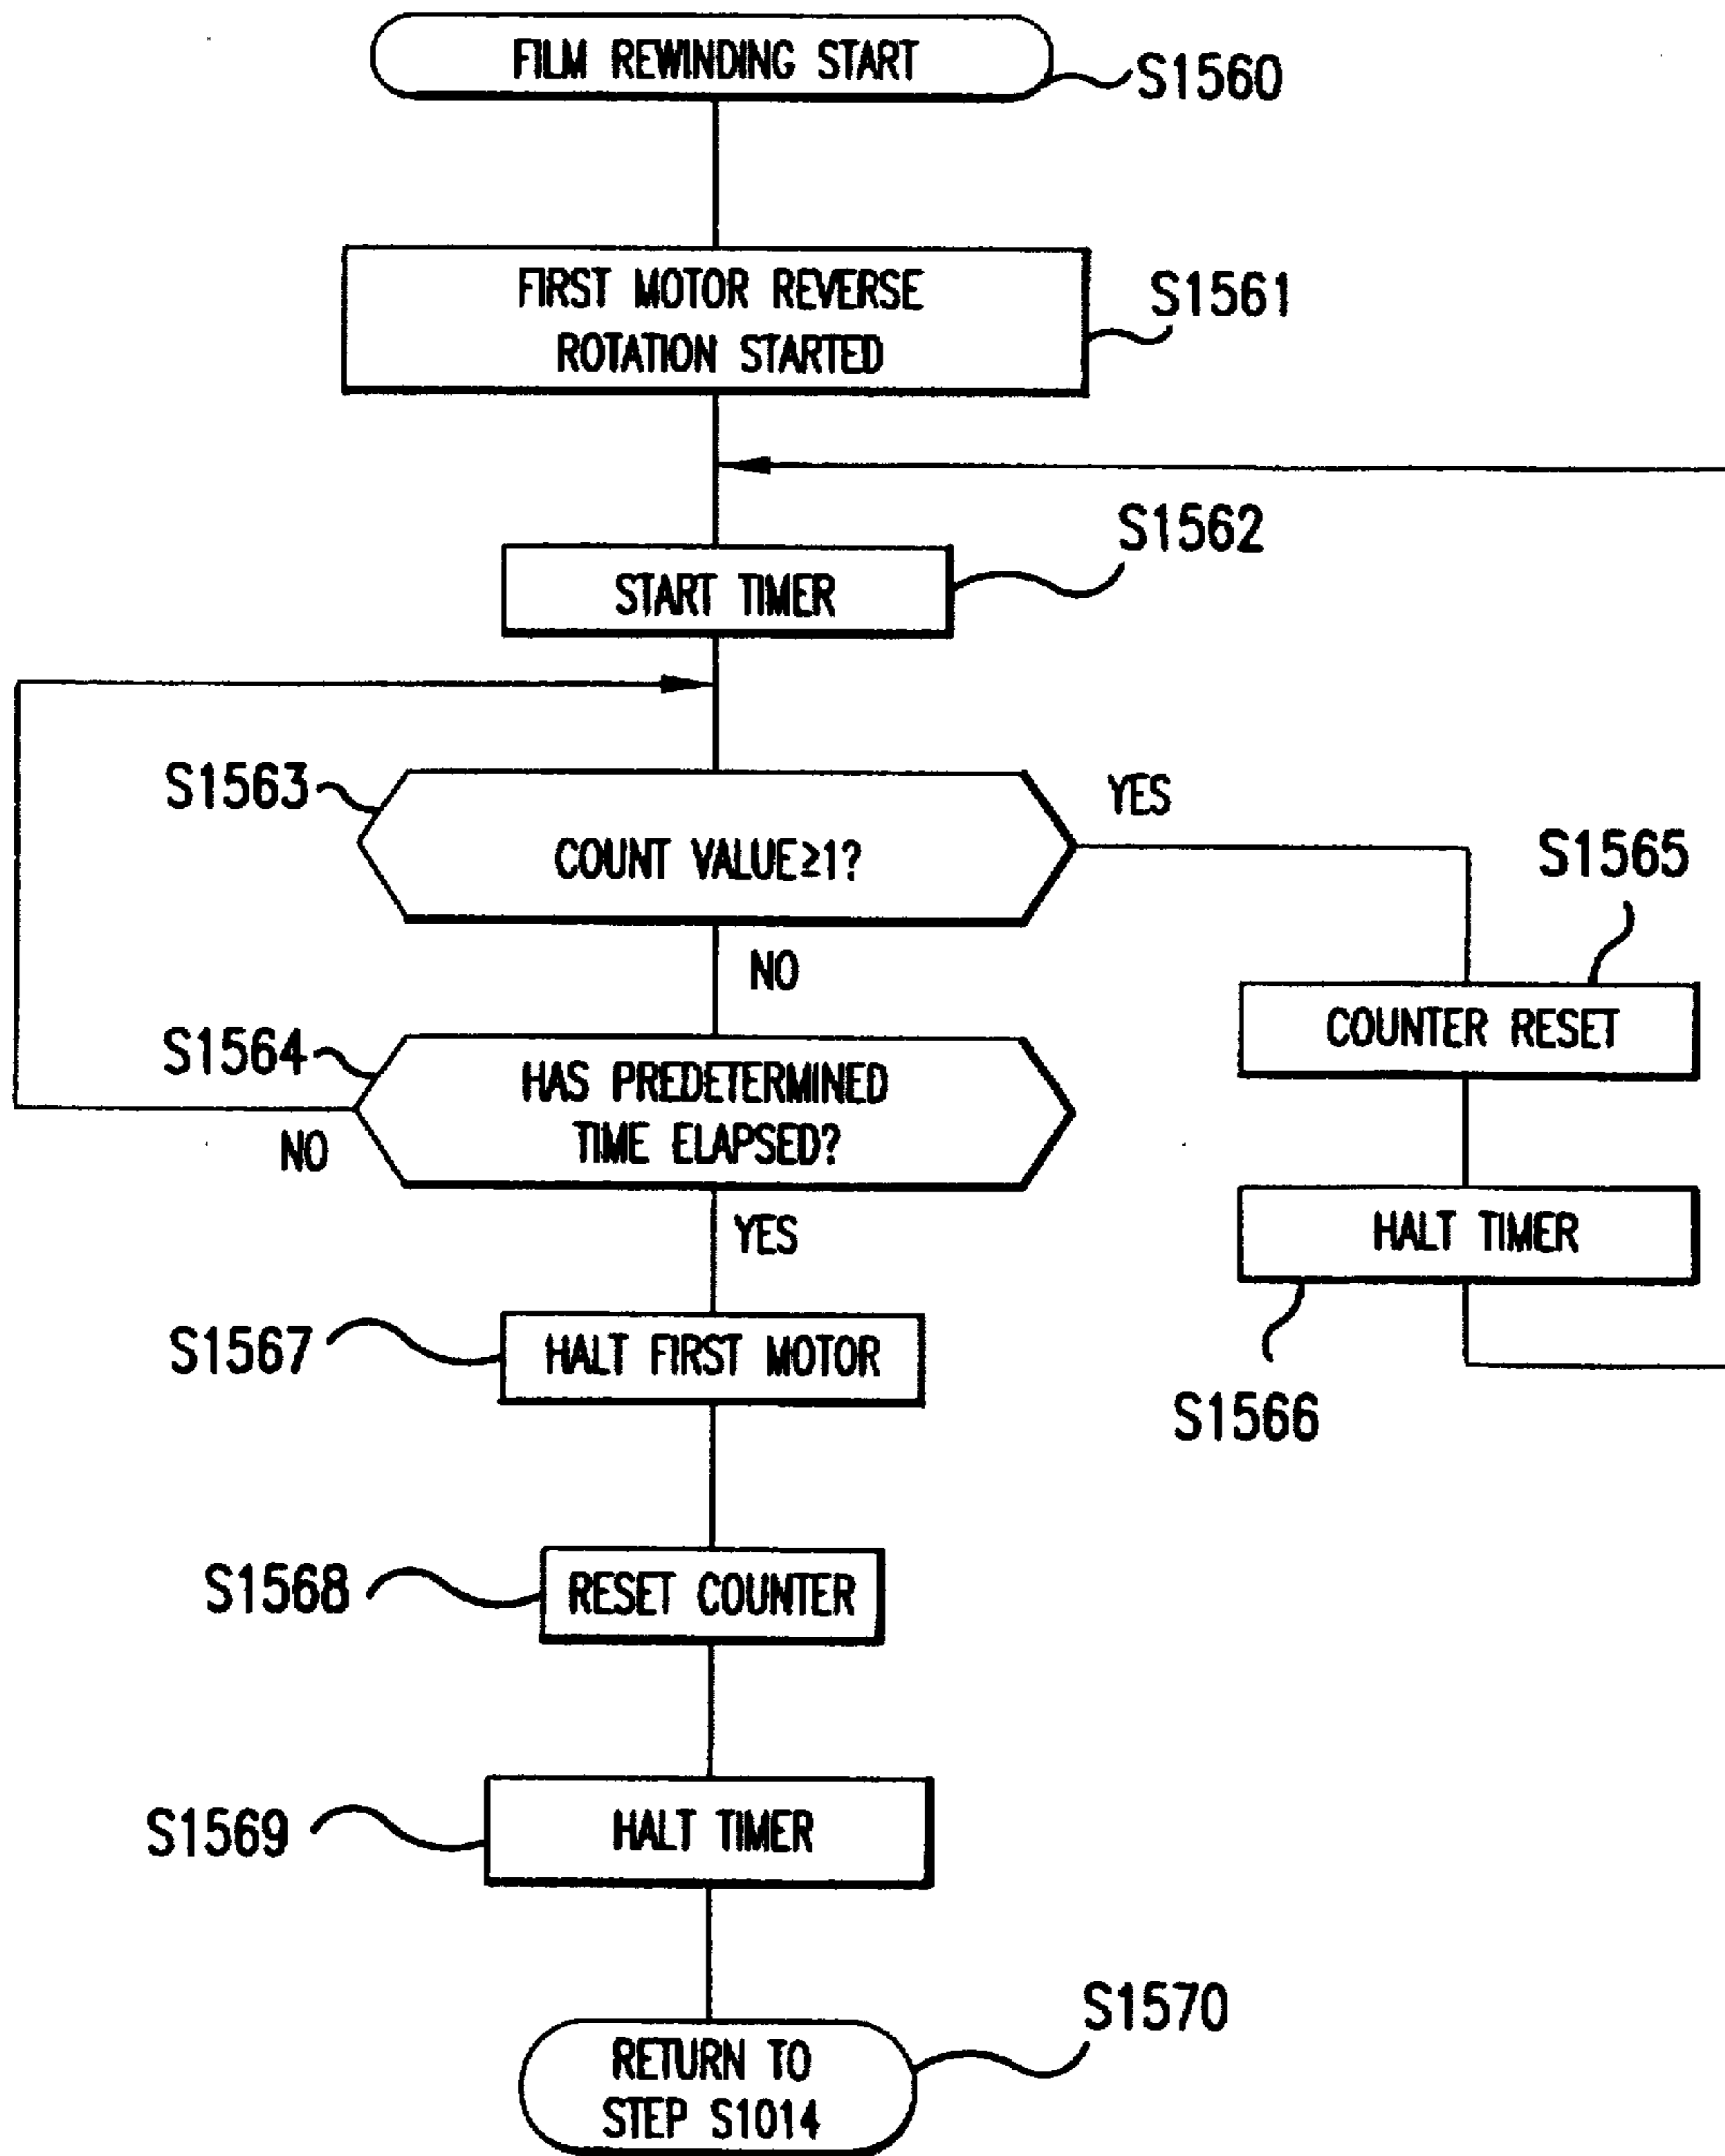 FILM REWINDING START
S1560
FIRST MOTOR REVERSE
ROTATION STARTED
S1561
S1562
START TIMER
S1563
YES
COUNT VALUE≥1?
S1565
NO
COUNTER RESET
S1564
HAS PREDETERMINED
TIME ELAPSED?
NO
YES
HALT TIMER
S1567
HALT FIRST MOTOR
S1566
S1568
RESET COUNTER
S1569
HALT TIMER
S1570
RETURN TO
STEP S1014